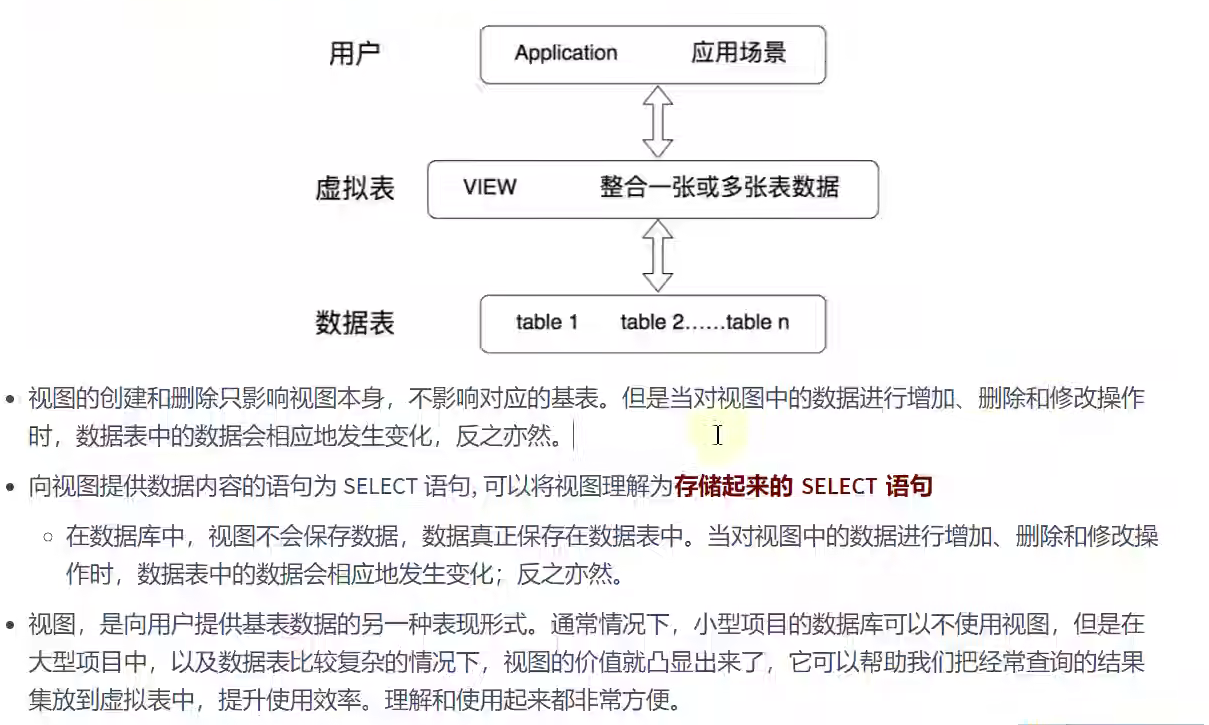 用户 Application 应用场景
虚拟表 VIEW 整合一张或多张表数据
数据表 table 1 table 2……table n
视图的创建和删除只影响视图本身，不影响对应的基表。但是当对视图中的数据进行增加、删除和修改操作
时，数据表中的数据会相应地发生变化，反之亦然。
向视图提供数据内容的语句为 SELECT 语句, 可以将视图理解为存储起来的 SELECT 语句
在数据库中，视图不会保存数据，数据真正保存在数据表中。当对视图中的数据进行增加、删除和修改操
作时，数据表中的数据会相应地发生变化；反之亦然。
视图，是向用户提供基表数据的另一种表现形式。通常情况下，小型项目的数据库可以不使用视图，但是在
大型项目中，以及数据表比较复杂的情况下，视图的价值就凸显出来了，它可以帮助我们把经常查询的结果
集放到虚拟表中，提升使用效率。理解和使用起来都非常方便。